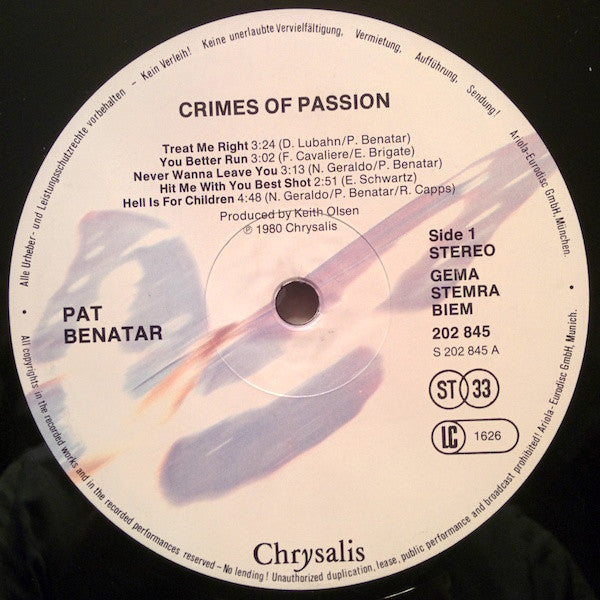 Alle Urheber- und Leistungsschutzrechte vorbehalten – Kein Verleih! Keine unerlaubte Vervielfältigung, Vermietung, Aufführung, Sendung! Ariola-Eurodisc GmbH, München.
CRIMES OF PASSION
Treat Me Right 3:24 (D. Lubahn/P. Benatar)
You Better Run 3:02 (F. Cavaliere/E. Brigate)
Never Wanna Leave You 3:13 (N. Geraldo/P. Benatar)
Hit Me With You Best Shot 2:51 (E. Schwartz)
Hell Is For Children 4:48 (N. Geraldo/P. Benatar/R. Capps)
Produced by Keith Olsen
℗ 1980 Chrysalis
Side 1
STEREO
GEMA
STEMRA
BIEM
202 845
S 202 845 A
PAT
BENATAR
ST 33
LC 1626
Chrysalis
All copyrights in the recorded works and in the recorded performances reserved – No lending! Unauthorized duplication, lease, public performance and broadcast prohibited! Ariola-Eurodisc GmbH, Munich.